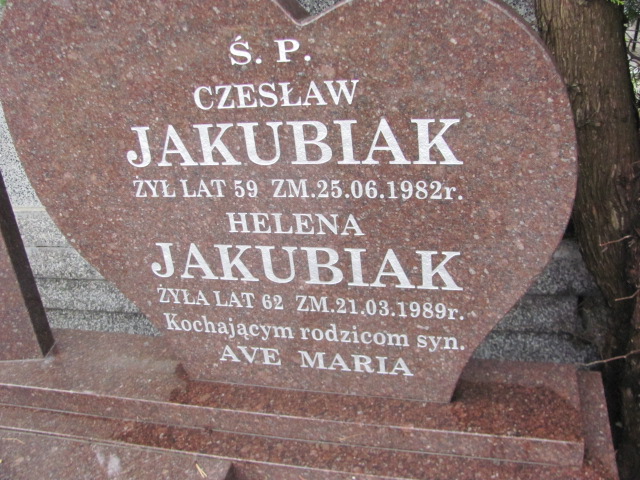 Ś. P.
CZESŁAW
JAKUBIAK
ŻYŁ LAT 59 ZM.25.06.1982r.
HELENA
JAKUBIAK
ŻYŁA LAT 62 ZM.21.03.1989r.
Kochającym rodzicom syn.
AVE MARIA